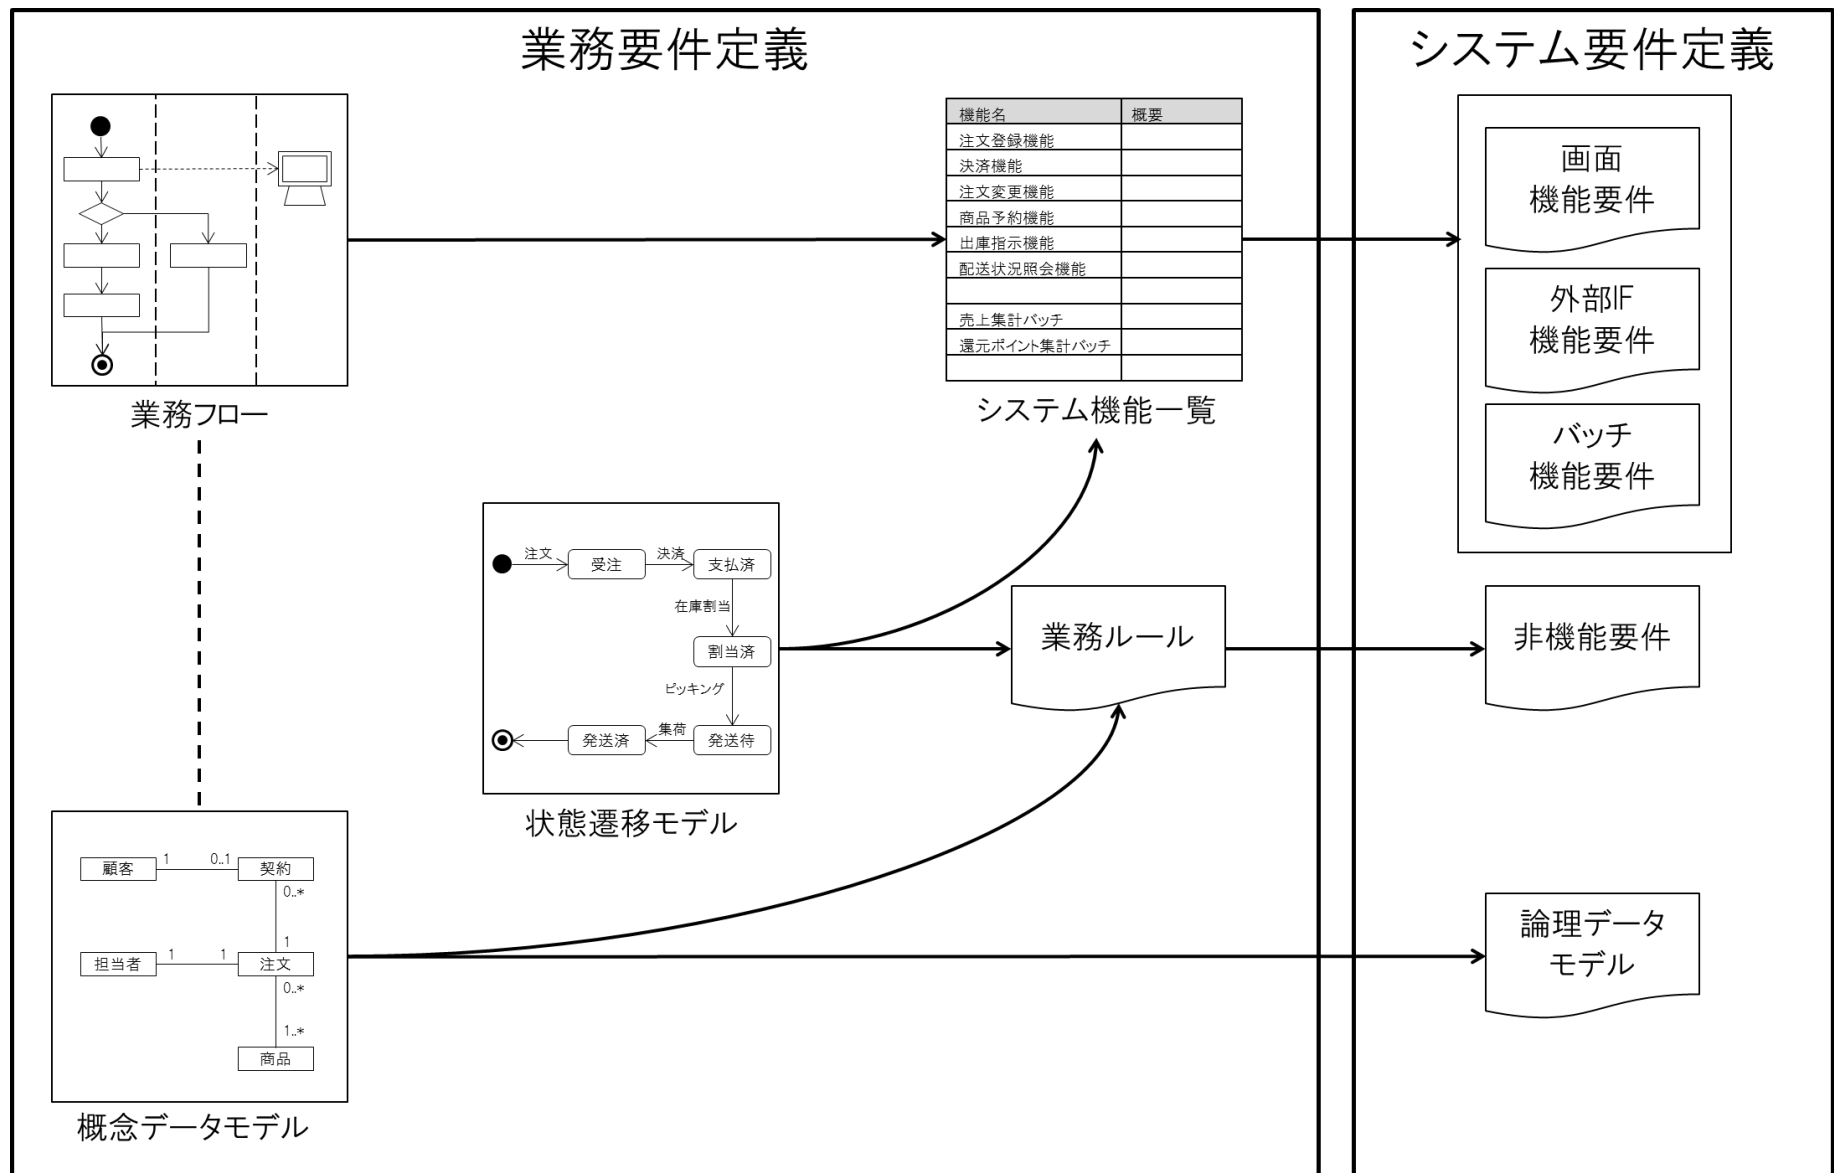 業務要件定義
システム要件定義
機能名 概要
注文登録機能
決済機能
注文変更機能
商品予約機能
出庫指示機能
配送状況照会機能
売上集計バッチ
還元ポイント集計バッチ
業務フロー
システム機能一覧
画面
機能要件
外部IF
機能要件
バッチ
機能要件
注文
受注
決済
支払済
在庫割当
割当済
ピッキング
発送済
集荷
発送待
状態遷移モデル
業務ルール
非機能要件
顧客
1
0..1
契約
0..*
1
担当者
1
1
注文
0..*
1..*
商品
概念データモデル
論理データ
モデル